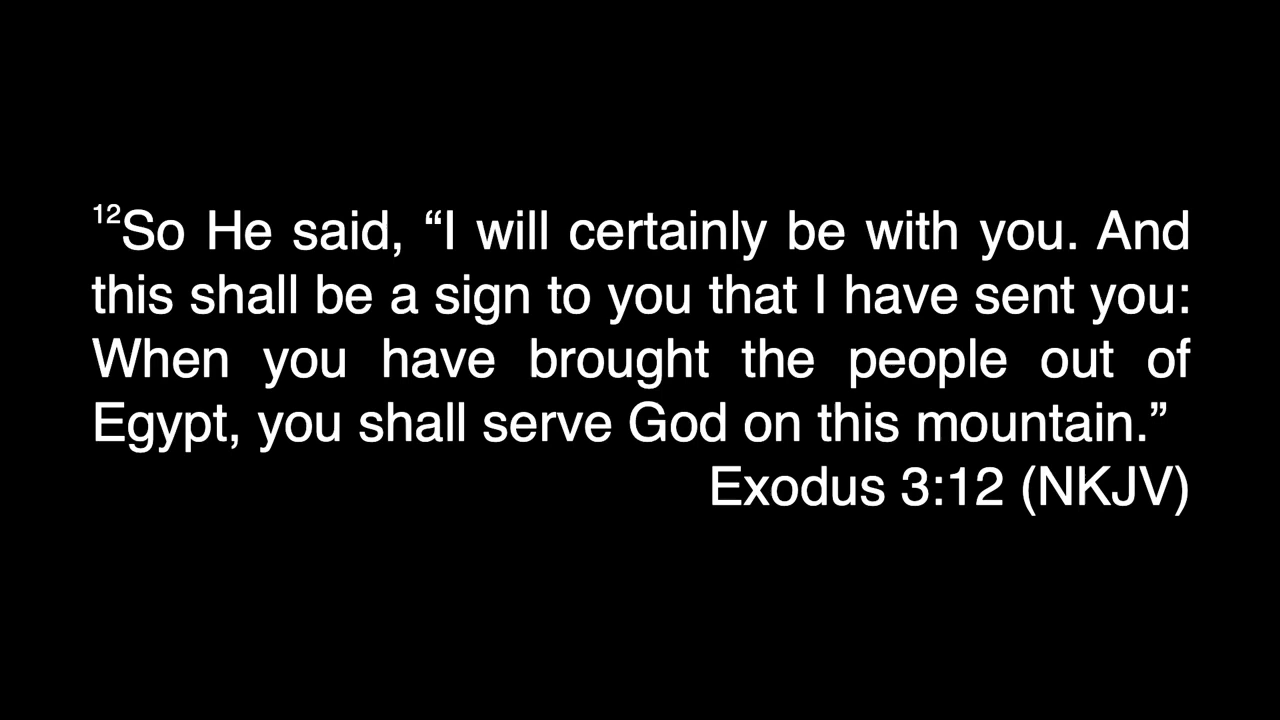 ¹²So He said, “I will certainly be with you. And
this shall be a sign to you that I have sent you:
When you have brought the people out of
Egypt, you shall serve God on this mountain.”
Exodus 3:12 (NKJV)